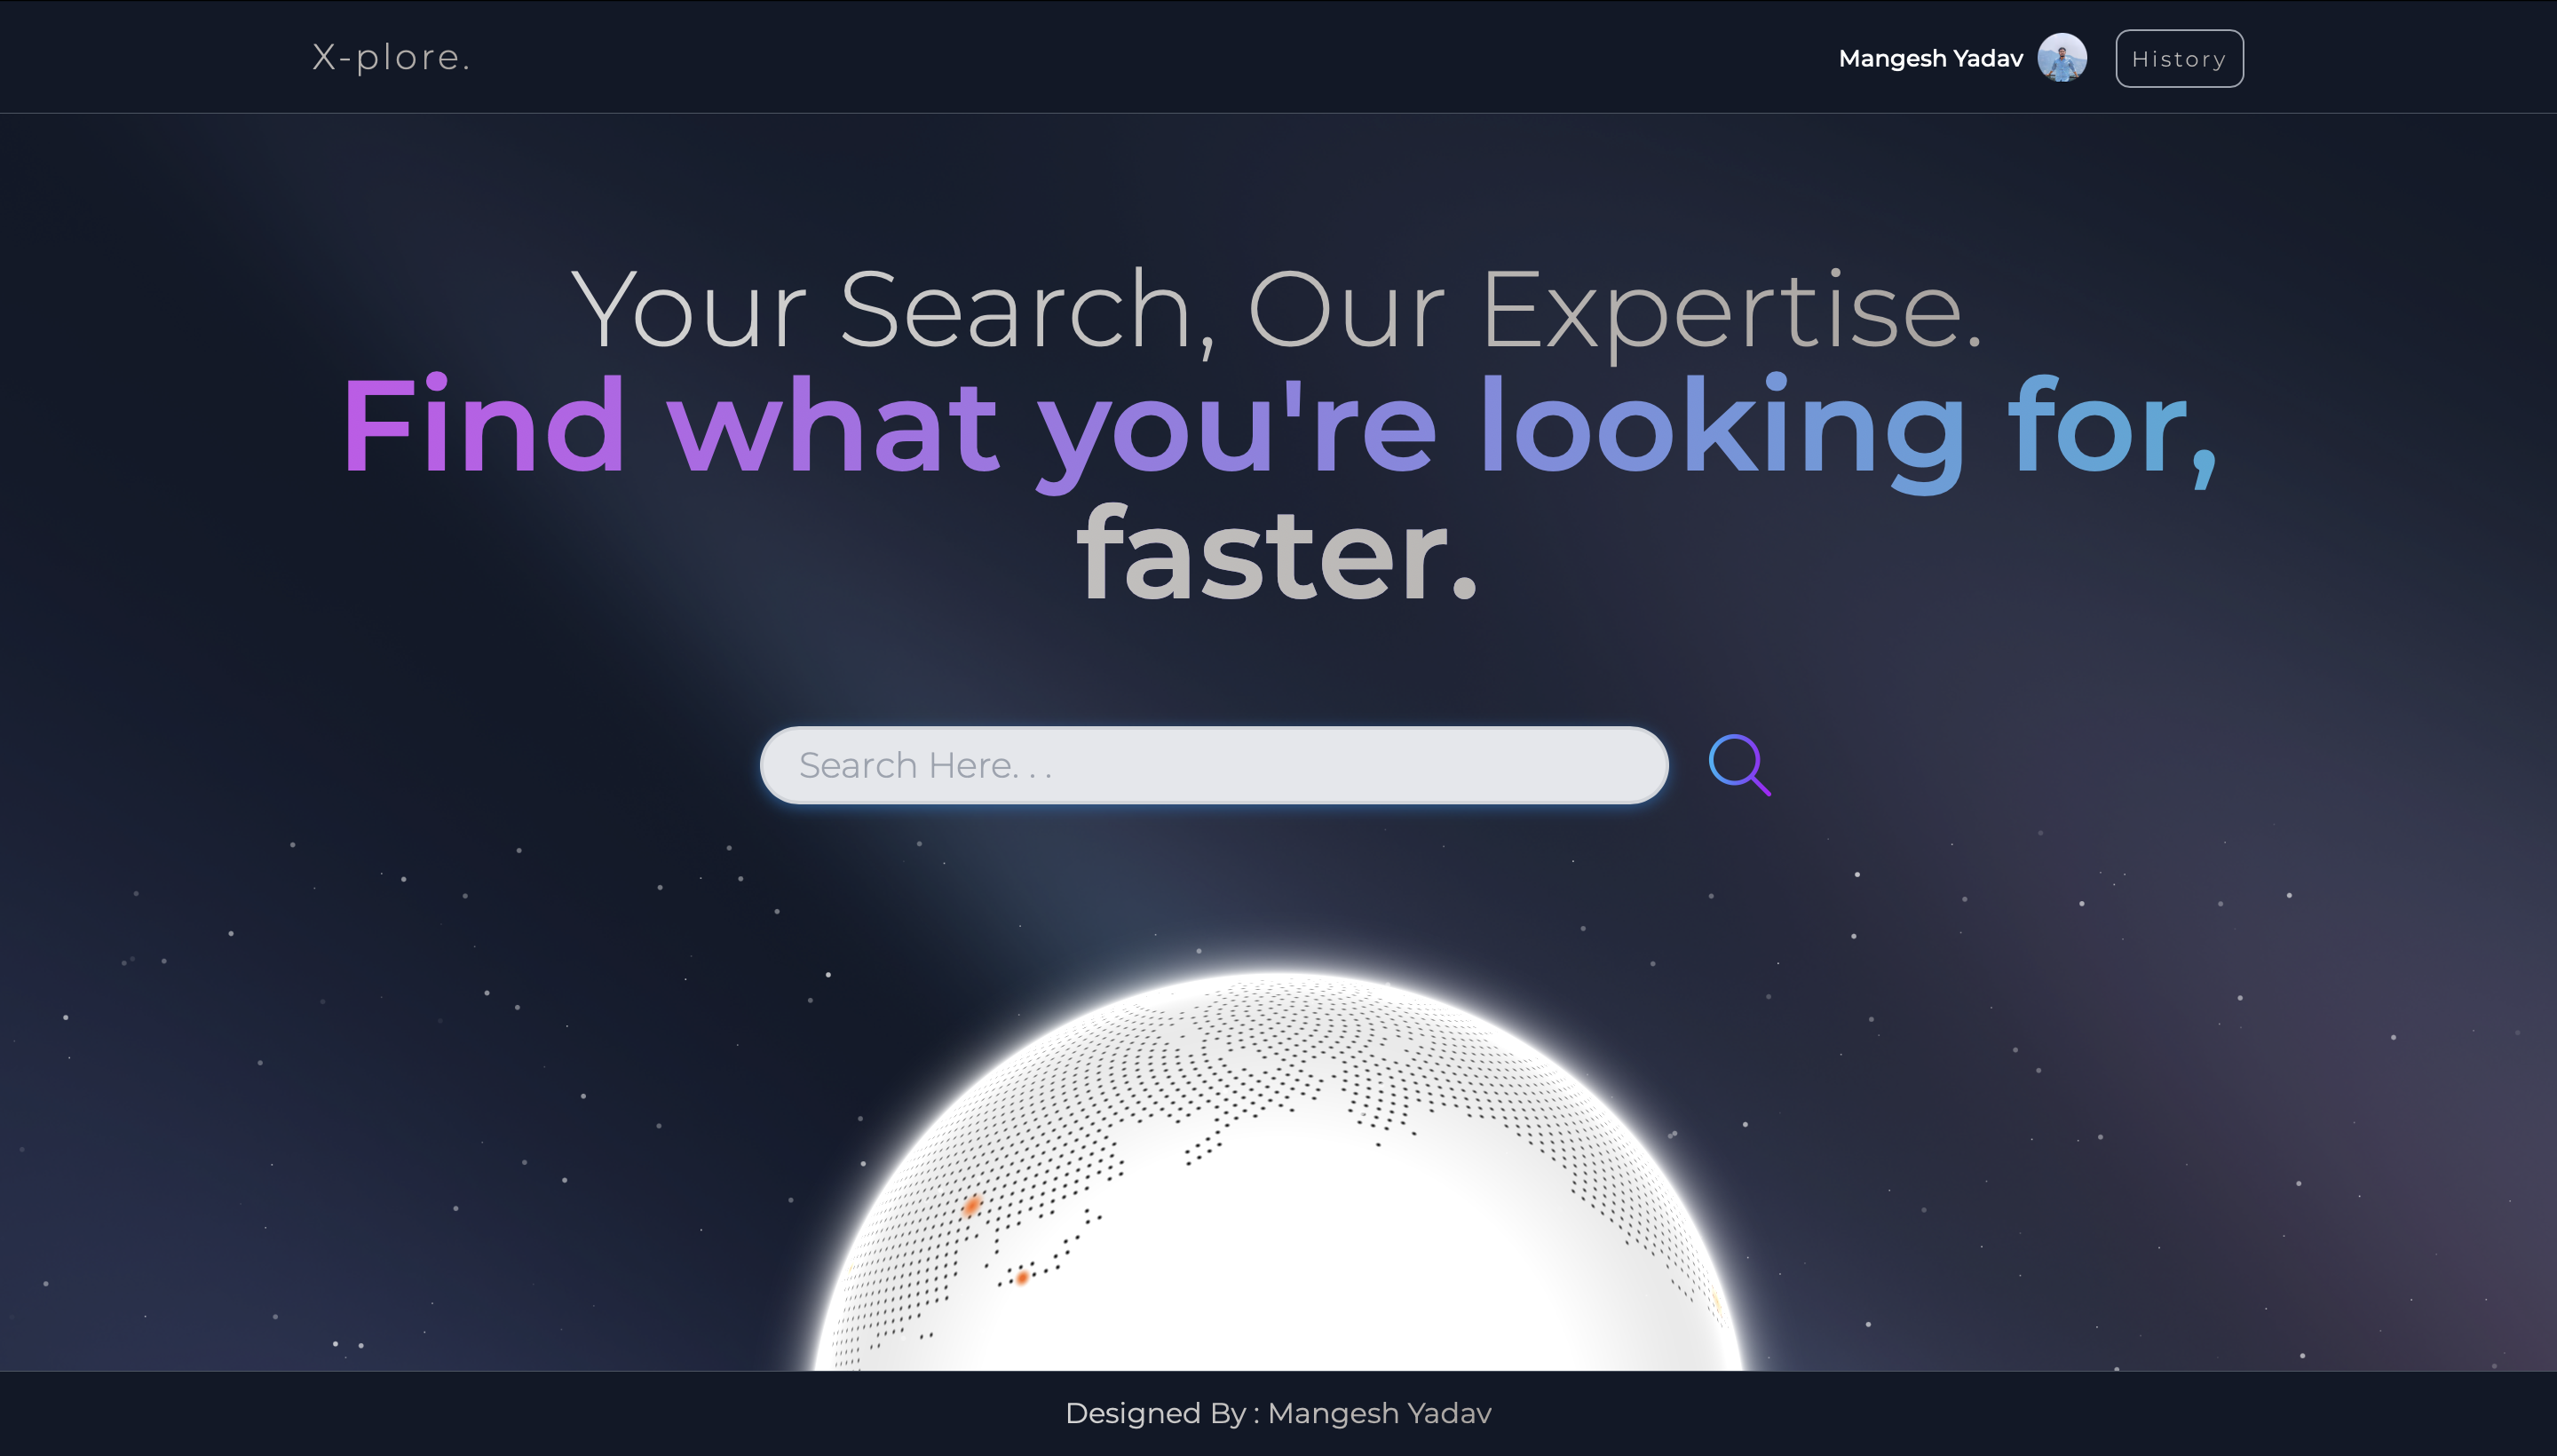 X-plore.
Mangesh Yadav
History
Your Search, Our Expertise.
Find what you're looking for,
faster.
Search Here. . .
Designed By : Mangesh Yadav